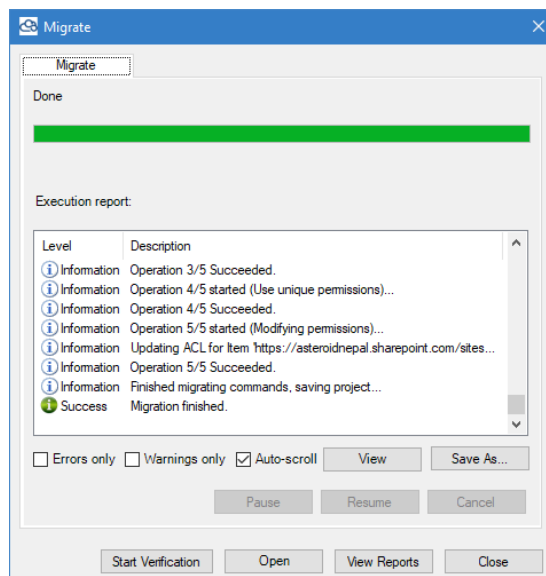 Migrate
Migrate
Done
Execution report:
Level Description
Information Operation 3/5 Succeeded.
Information Operation 4/5 started (Use unique permissions)...
Information Operation 4/5 Succeeded.
Information Operation 5/5 started (Modifying permissions)...
Information Updating ACL for Item 'https://asteroidnepal.sharepoint.com/sites...
Information Operation 5/5 Succeeded.
Information Finished migrating commands, saving project...
Success Migration finished.
Errors only Warnings only Auto-scroll View Save As...
Pause Resume Cancel
Start Verification Open View Reports Close